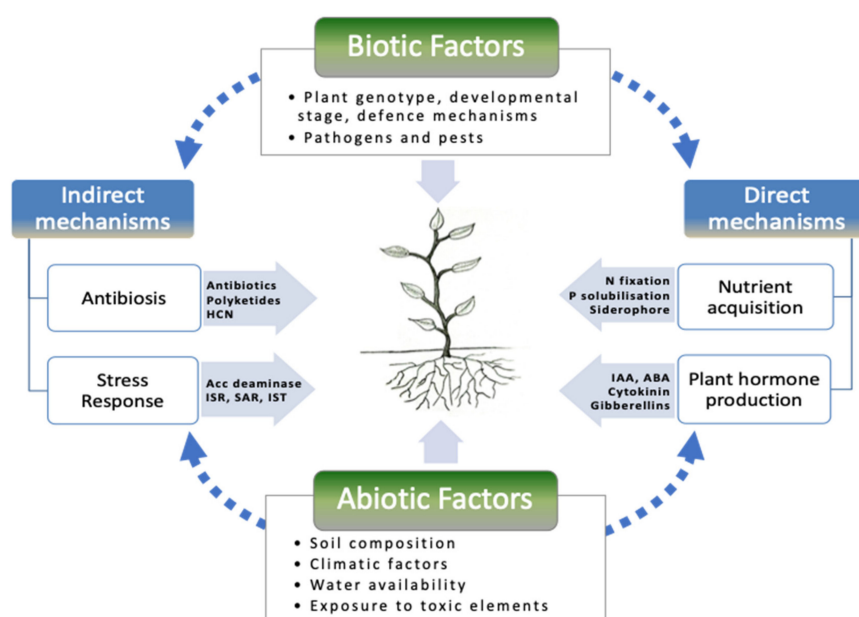 Biotic Factors
• Plant genotype, developmental
stage, defence mechanisms
• Pathogens and pests
Indirect
mechanisms
Antibiosis
Antibiotics
Polyketides
HCN
Stress
Response
Acc deaminase
ISR, SAR, IST
Direct
mechanisms
N fixation
P solubilisation
Siderophore
Nutrient
acquisition
IAA, ABA
Cytokinin
Gibberellins
Plant hormone
production
Abiotic Factors
• Soil composition
• Climatic factors
• Water availability
• Exposure to toxic elements